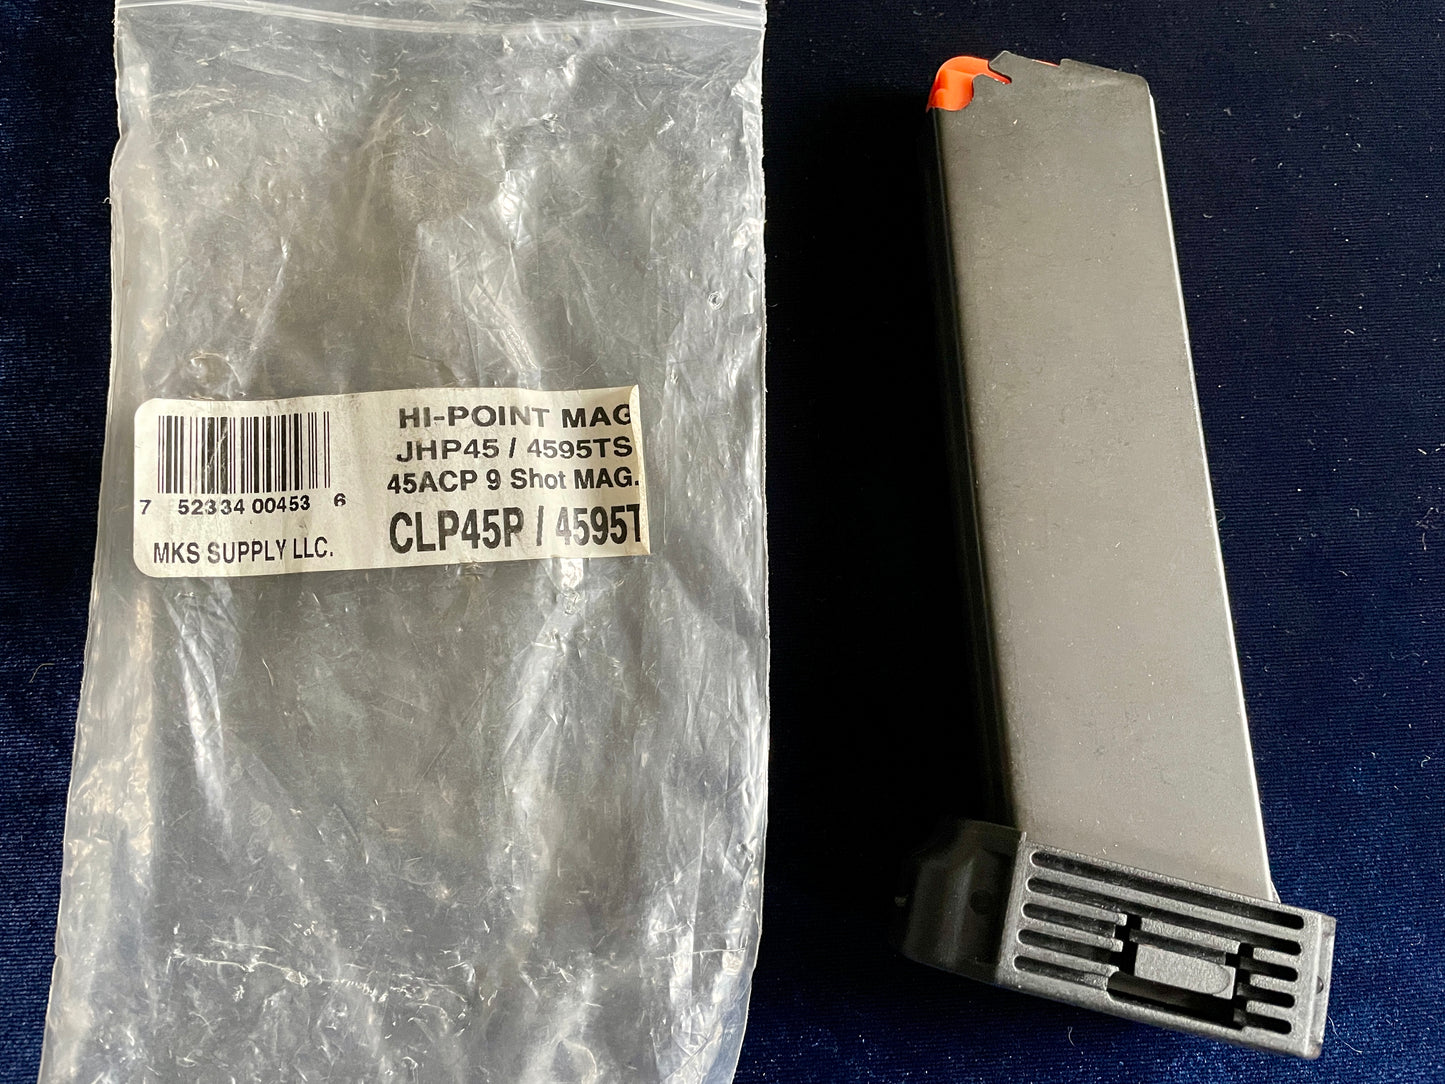 HI-POINT MAG
JHP45 / 4595TS
45ACP 9 Shot MAG.
CLP45P / 4595T
7 52334 00453 6
MKS SUPPLY LLC.